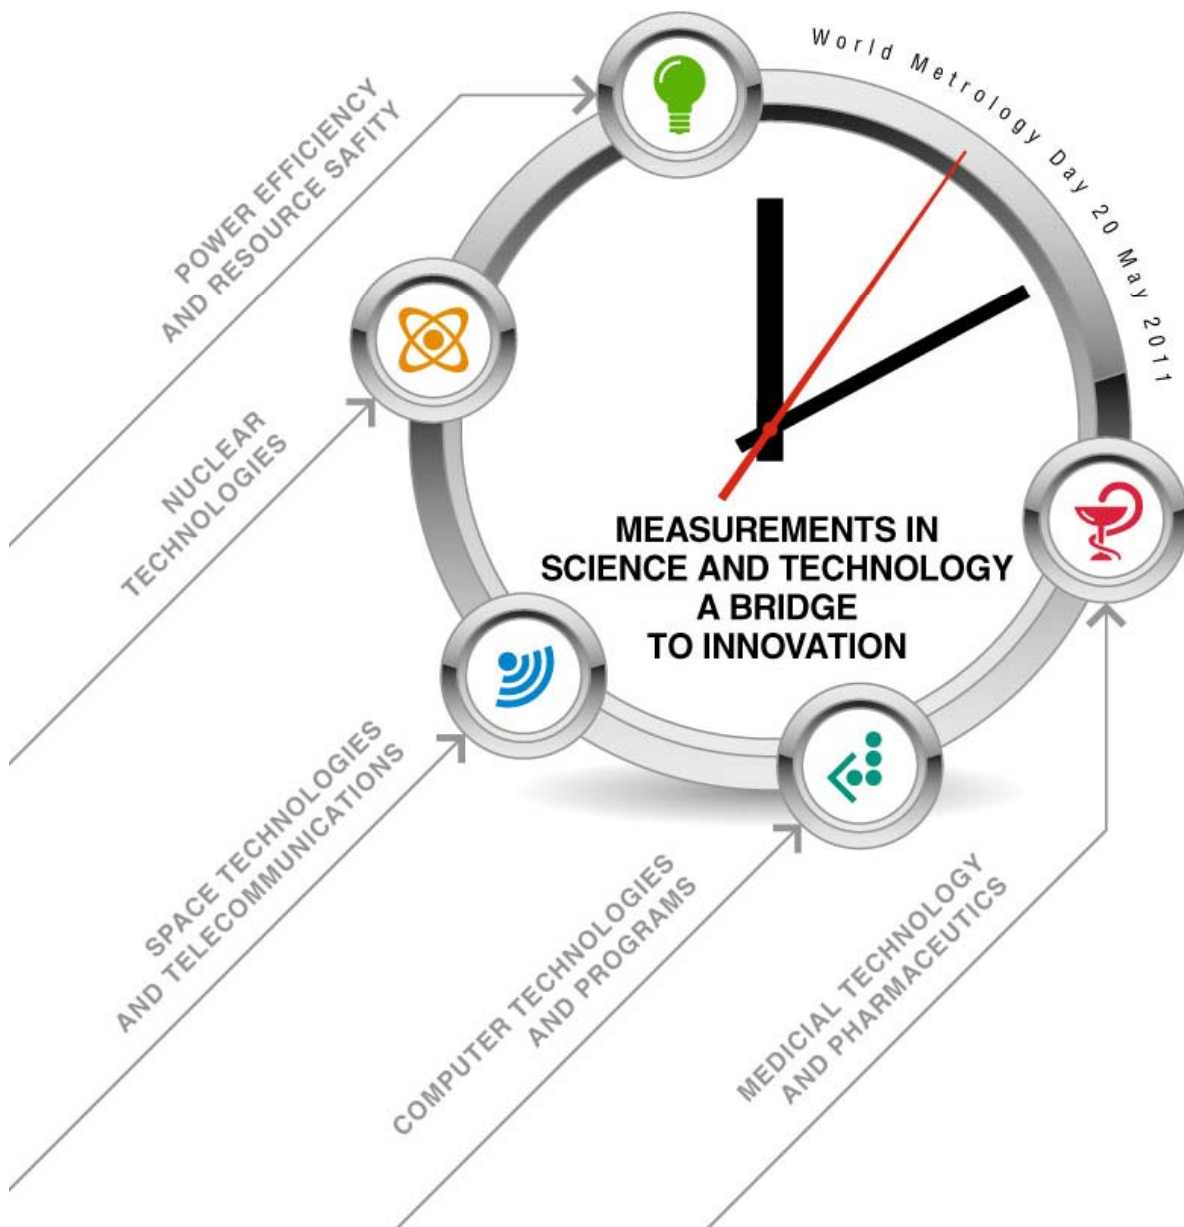 World Metrology Day 20 May 2011
POWER EFFICIENCY
AND RESOURCE SAFITY
NUCLEAR
TECHNOLOGIES
MEASUREMENTS IN
SCIENCE AND TECHNOLOGY
A BRIDGE
TO INNOVATION
SPACE TECHNOLOGIES
AND TELECOMMUNICATIONS
COMPUTER TECHNOLOGIES
AND PROGRAMS
MEDICIAL TECHNOLOGY
AND PHARMACEUTICS